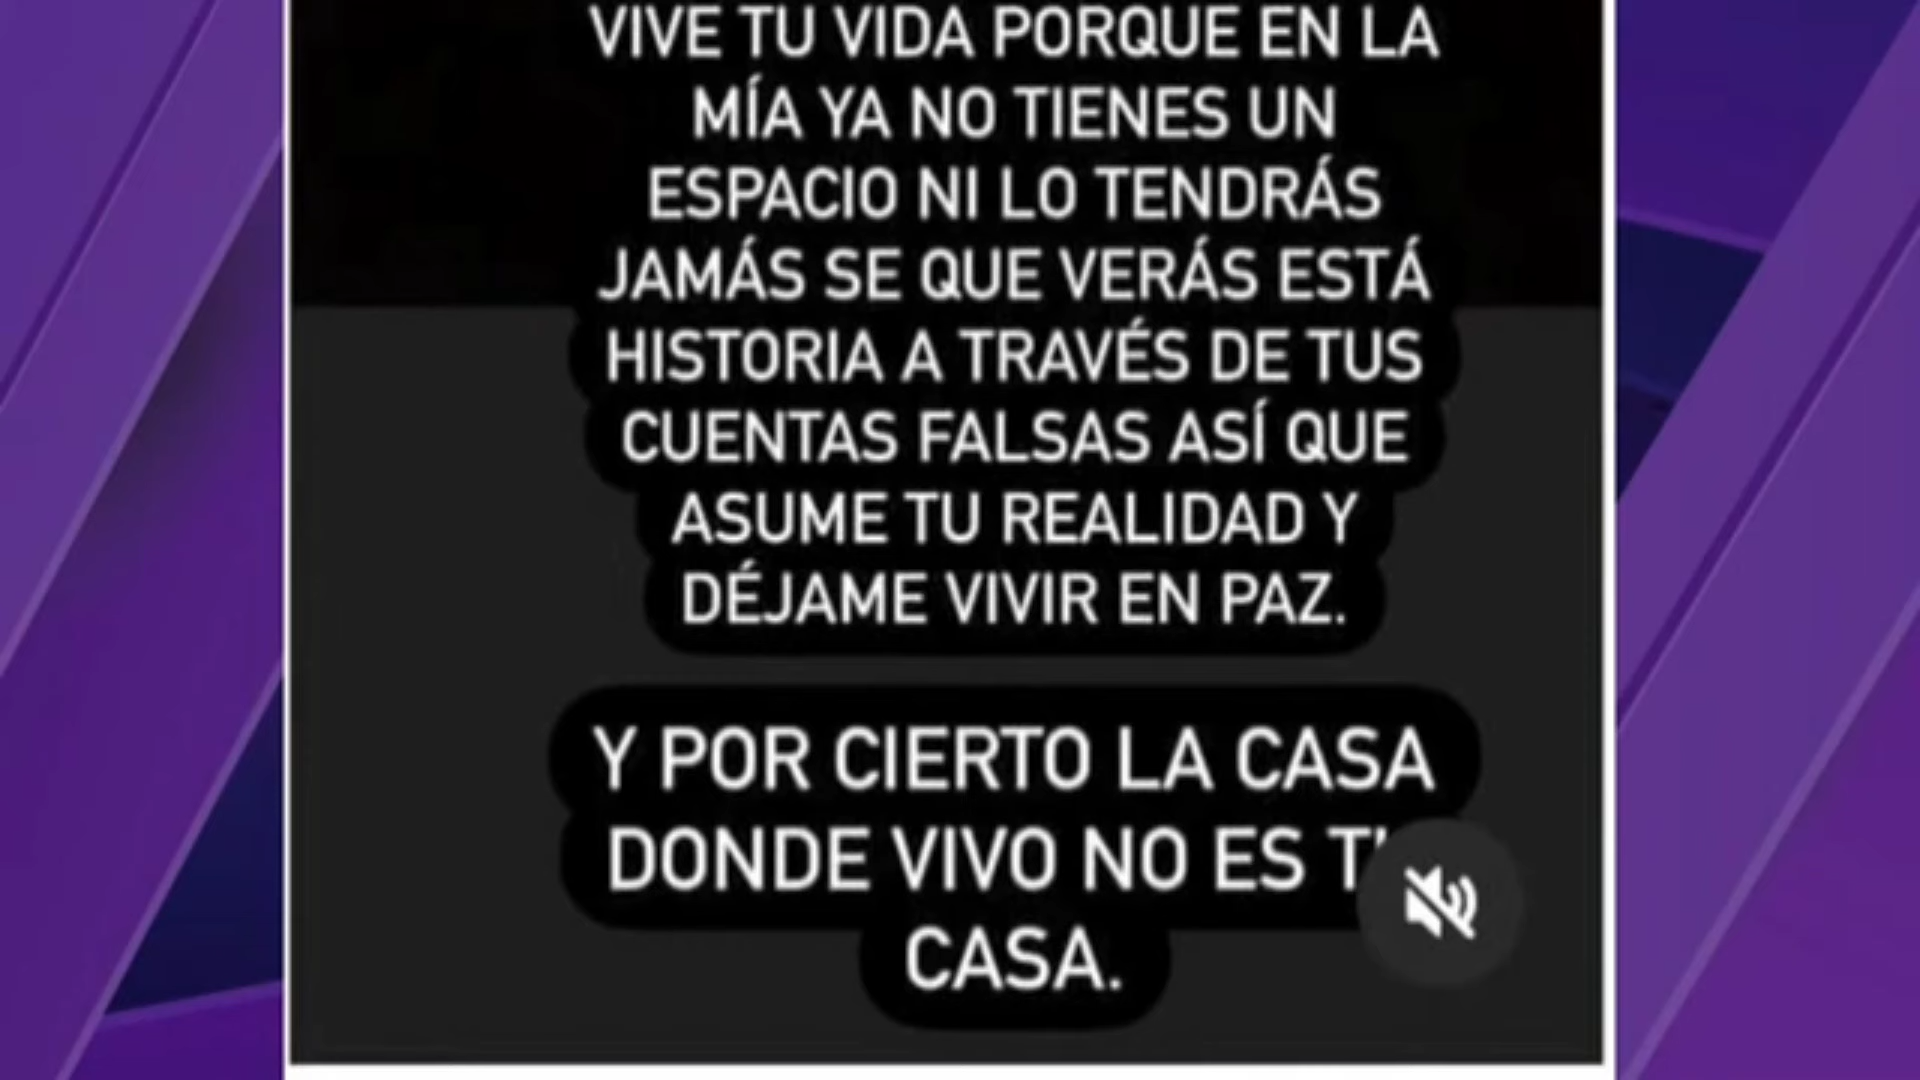 VIVE TU VIDA PORQUE EN LA
MÍA YA NO TIENES UN
ESPACIO NI LO TENDRÁS
JAMÁS SE QUE VERÁS ESTÁ
HISTORIA A TRAVÉS DE TUS
CUENTAS FALSAS ASÍ QUE
ASUME TU REALIDAD Y
DÉJAME VIVIR EN PAZ.
Y POR CIERTO LA CASA
DONDE VIVO NO ES
CASA.